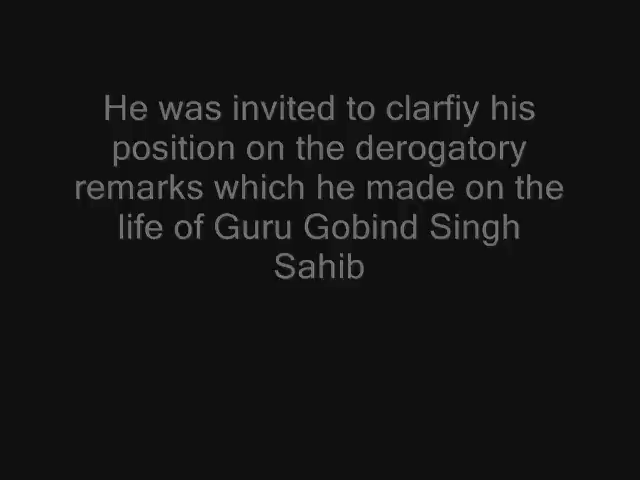 He was invited to clarfiy his
position on the derogatory
remarks which he made on the
life of Guru Gobind Singh
Sahib